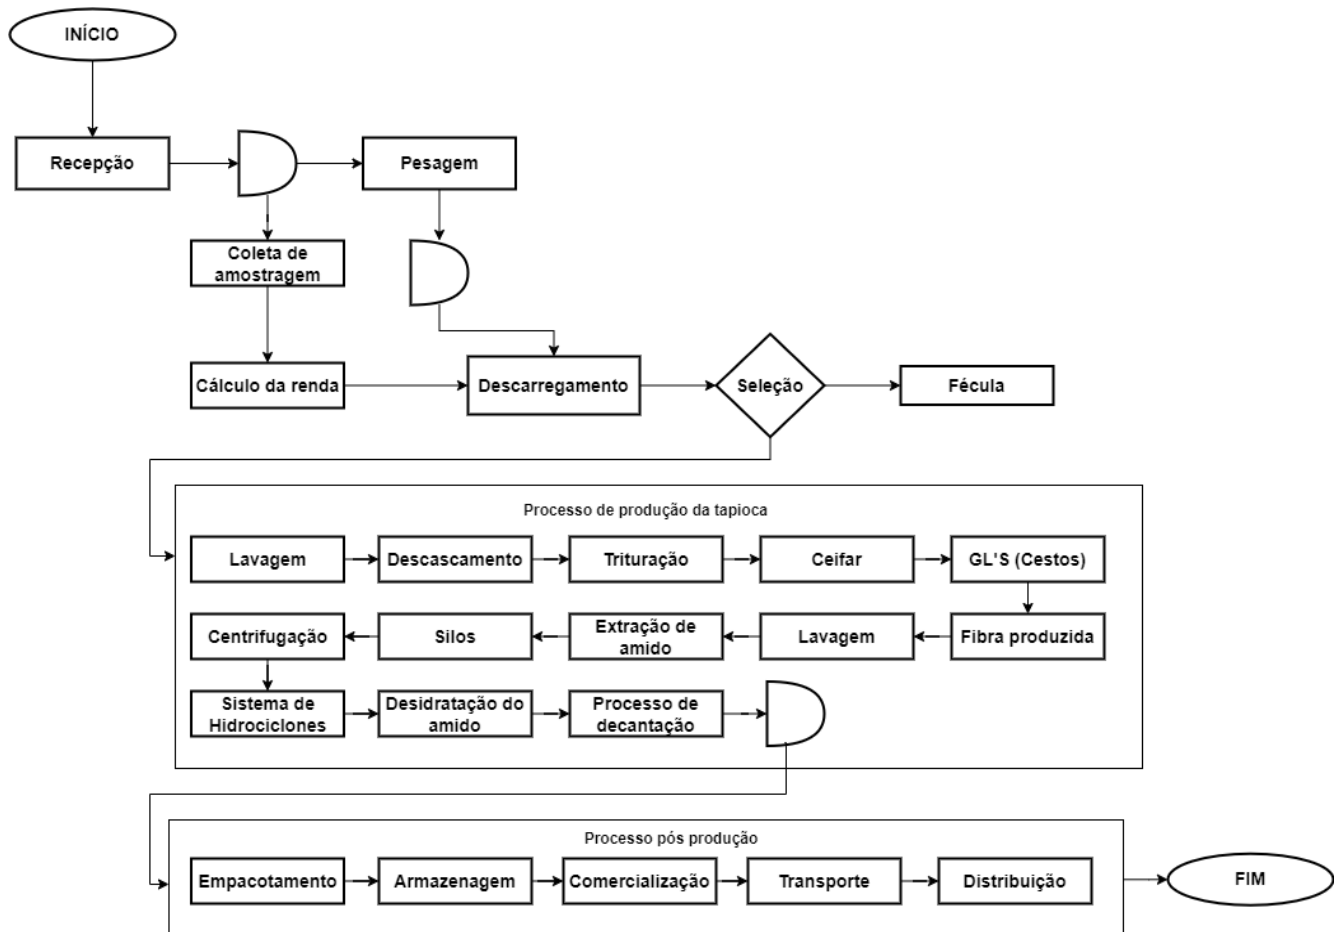 INÍCIO
Recepção
Pesagem
Coleta de
amostragem
Cálculo da renda
Descarregamento
Seleção
Fécula
Processo de produção da tapioca
Lavagem
Descascamento
Trituração
Ceifar
GL'S (Cestos)
Centrifugação
Silos
Extração de
amido
Lavagem
Fibra produzida
Sistema de
Hidrociclones
Desidratação do
amido
Processo de
decantação
Processo pós produção
Empacotamento
Armazenagem
Comercialização
Transporte
Distribuição
FIM